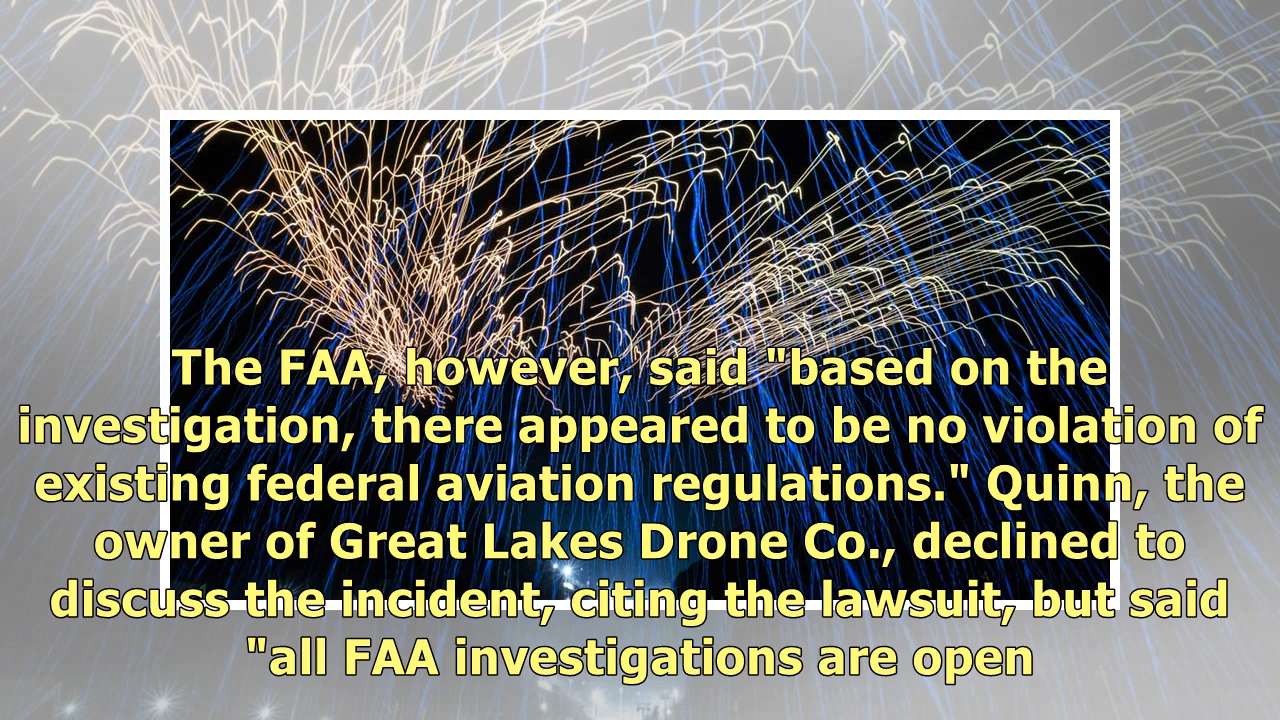 The FAA, however, said "based on the
investigation, there appeared to be no violation of
existing federal aviation regulations." Quinn, the
owner of Great Lakes Drone Co., declined to
discuss the incident, citing the lawsuit, but said
"all FAA investigations are open